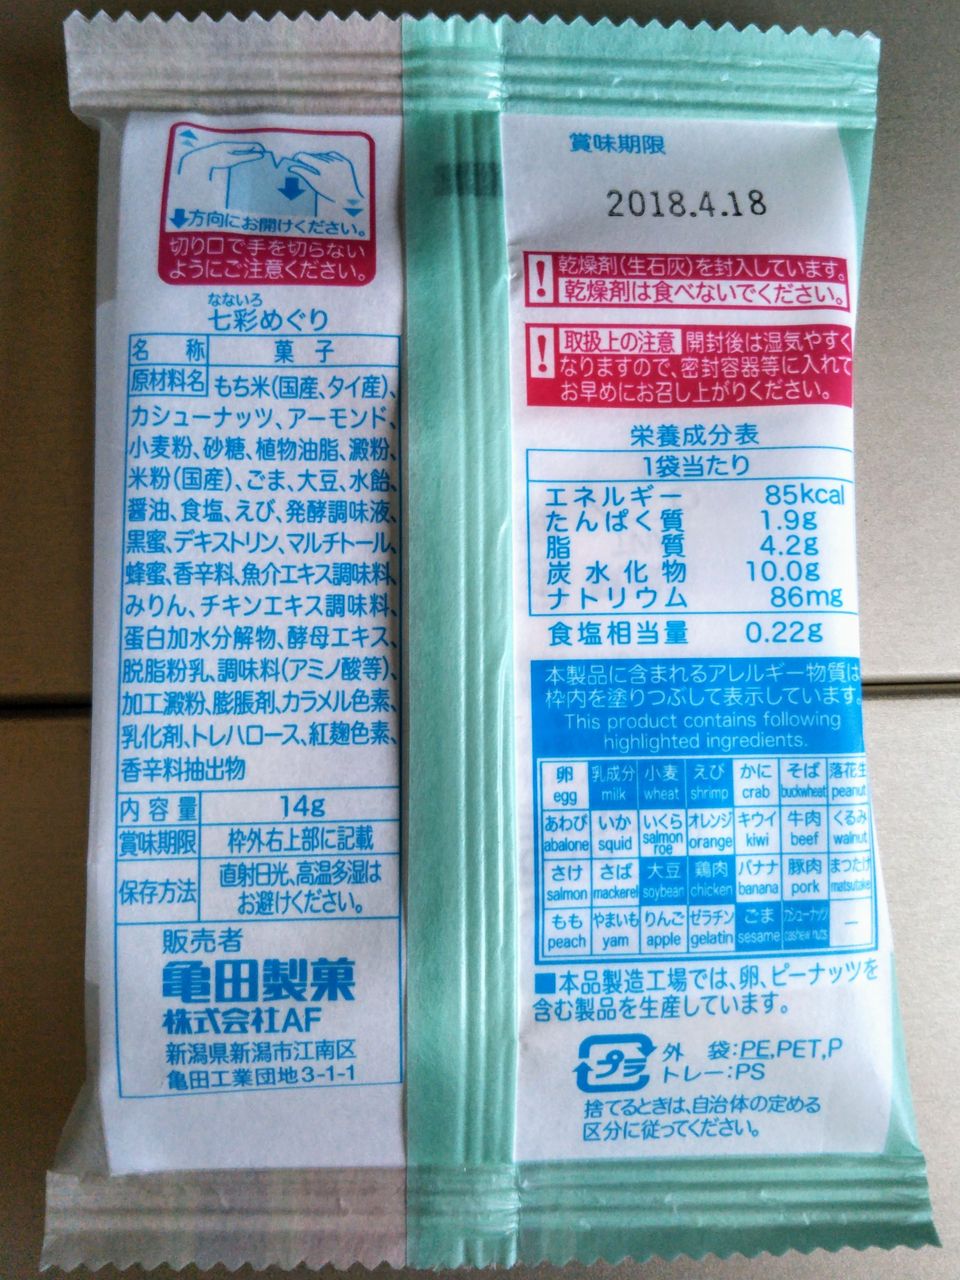 ↓方向にお開けください。
切り口で手を切らない
ようにご注意ください。
なないろ
七彩めぐり
名 称 菓子
原材料名 もち米(国産、タイ産)、
カシューナッツ、アーモンド、
小麦粉、砂糖、植物油脂、澱粉、
米粉(国産)、ごま、大豆、水飴、
醤油、食塩、えび、発酵調味液、
黒蜜、デキストリン、マルチトール、
蜂蜜、香辛料、魚介エキス調味料、
みりん、チキンエキス調味料、
蛋白加水分解物、酵母エキス、
脱脂粉乳、調味料(アミノ酸等)、
加工澱粉、膨脹剤、カラメル色素、
乳化剤、トレハロース、紅麹色素、
香辛料抽出物
内容量 14g
賞味期限 枠外右上部に記載
保存方法 直射日光、高温多湿は
お避けください。
販売者
亀田製菓
株式会社AF
新潟県新潟市江南区
亀田工業団地3-1-1
賞味期限
2018.4.18
! 乾燥剤(生石灰)を封入しています。
乾燥剤は食べないでください。
! 取扱上の注意 開封後は湿気やすく
なりますので、密封容器等に入れて
お早めにお召し上がりください。
栄養成分表
1袋当たり
エネルギー 85kcal
たんぱく質 1.9g
脂質 4.2g
炭水化物 10.0g
ナトリウム 86mg
食塩相当量 0.22g
本製品に含まれるアレルギー物質は
枠内を塗りつぶして表示しています。
This product contains following
highlighted ingredients.
卵 乳成分 小麦 えび かに そば 落花生
egg milk wheat shrimp crab buckwheat peanut
あわび いか いくら オレンジ キウイ 牛肉 くるみ
abalone squid salmon roe orange kiwi beef walnut
さけ さば 大豆 鶏肉 バナナ 豚肉 まつたけ
salmon mackerel soybean chicken banana pork matsutake
もも やまいも りんご ゼラチン ごま カシューナッツ —
peach yam apple gelatin sesame cashew nuts
■本品製造工場では、卵、ピーナッツを
含む製品を生産しています。
プラ 外 袋:PE,PET,P
トレー:PS
捨てるときは、自治体の定める
区分に従ってください。